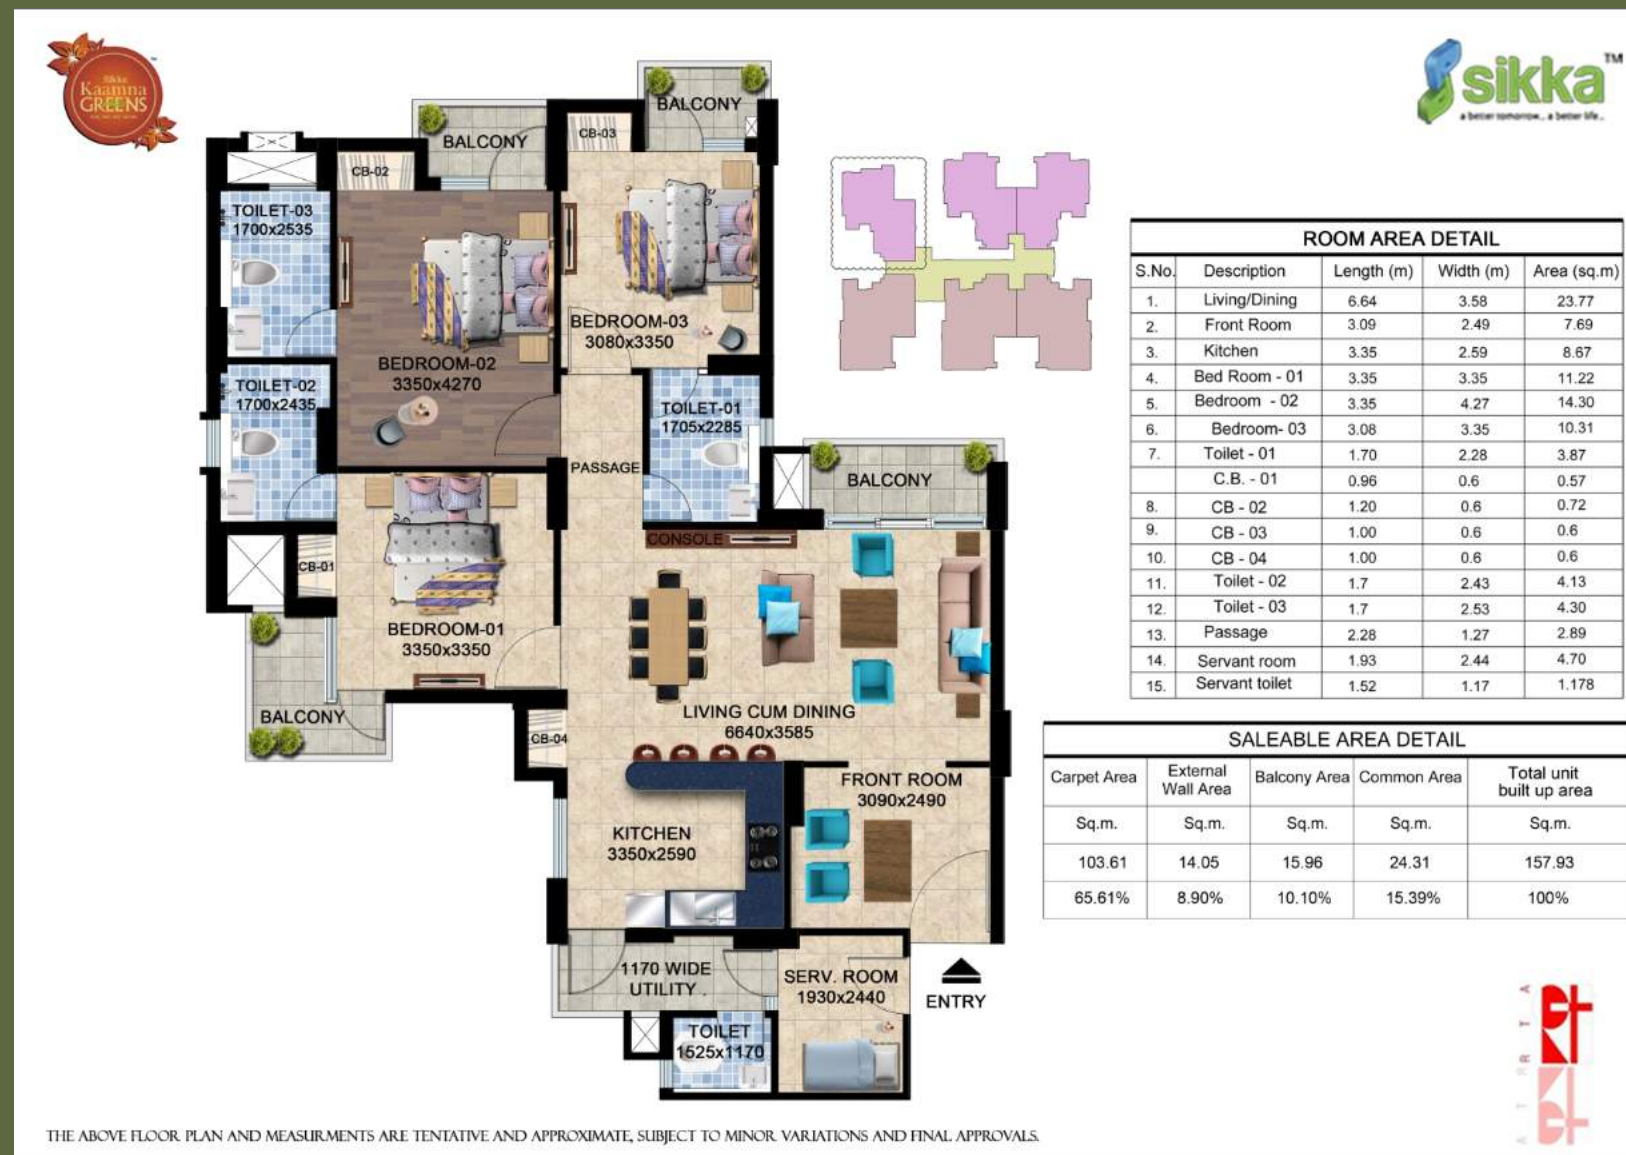 Sikka
Kaamna
GREENS
sikka™
a better tomorrow.. a better life..
BALCONY
BALCONY
CB-03
CB-02
TOILET-03
1700x2535
BEDROOM-03
3080x3350
BEDROOM-02
3350x4270
TOILET-02
1700x2435
TOILET-01
1705x2285
PASSAGE
BALCONY
CONSOLE
CB-01
BEDROOM-01
3350x3350
BALCONY
LIVING CUM DINING
6640x3585
CB-04
FRONT ROOM
3090x2490
KITCHEN
3350x2590
1170 WIDE
UTILITY
SERV. ROOM
1930x2440
ENTRY
TOILET
1525x1170
ROOM AREA DETAIL
S.No. Description Length (m) Width (m) Area (sq.m)
1. Living/Dining 6.64 3.58 23.77
2. Front Room 3.09 2.49 7.69
3. Kitchen 3.35 2.59 8.67
4. Bed Room - 01 3.35 3.35 11.22
5. Bedroom - 02 3.35 4.27 14.30
6. Bedroom- 03 3.08 3.35 10.31
7. Toilet - 01 1.70 2.28 3.87
C.B. - 01 0.96 0.6 0.57
8. CB - 02 1.20 0.6 0.72
9. CB - 03 1.00 0.6 0.6
10. CB - 04 1.00 0.6 0.6
11. Toilet - 02 1.7 2.43 4.13
12. Toilet - 03 1.7 2.53 4.30
13. Passage 2.28 1.27 2.89
14. Servant room 1.93 2.44 4.70
15. Servant toilet 1.52 1.17 1.178
SALEABLE AREA DETAIL
Carpet Area External Wall Area Balcony Area Common Area Total unit built up area
Sq.m. Sq.m. Sq.m. Sq.m. Sq.m.
103.61 14.05 15.96 24.31 157.93
65.61% 8.90% 10.10% 15.39% 100%
THE ABOVE FLOOR PLAN AND MEASURMENTS ARE TENTATIVE AND APPROXIMATE, SUBJECT TO MINOR VARIATIONS AND FINAL APPROVALS.